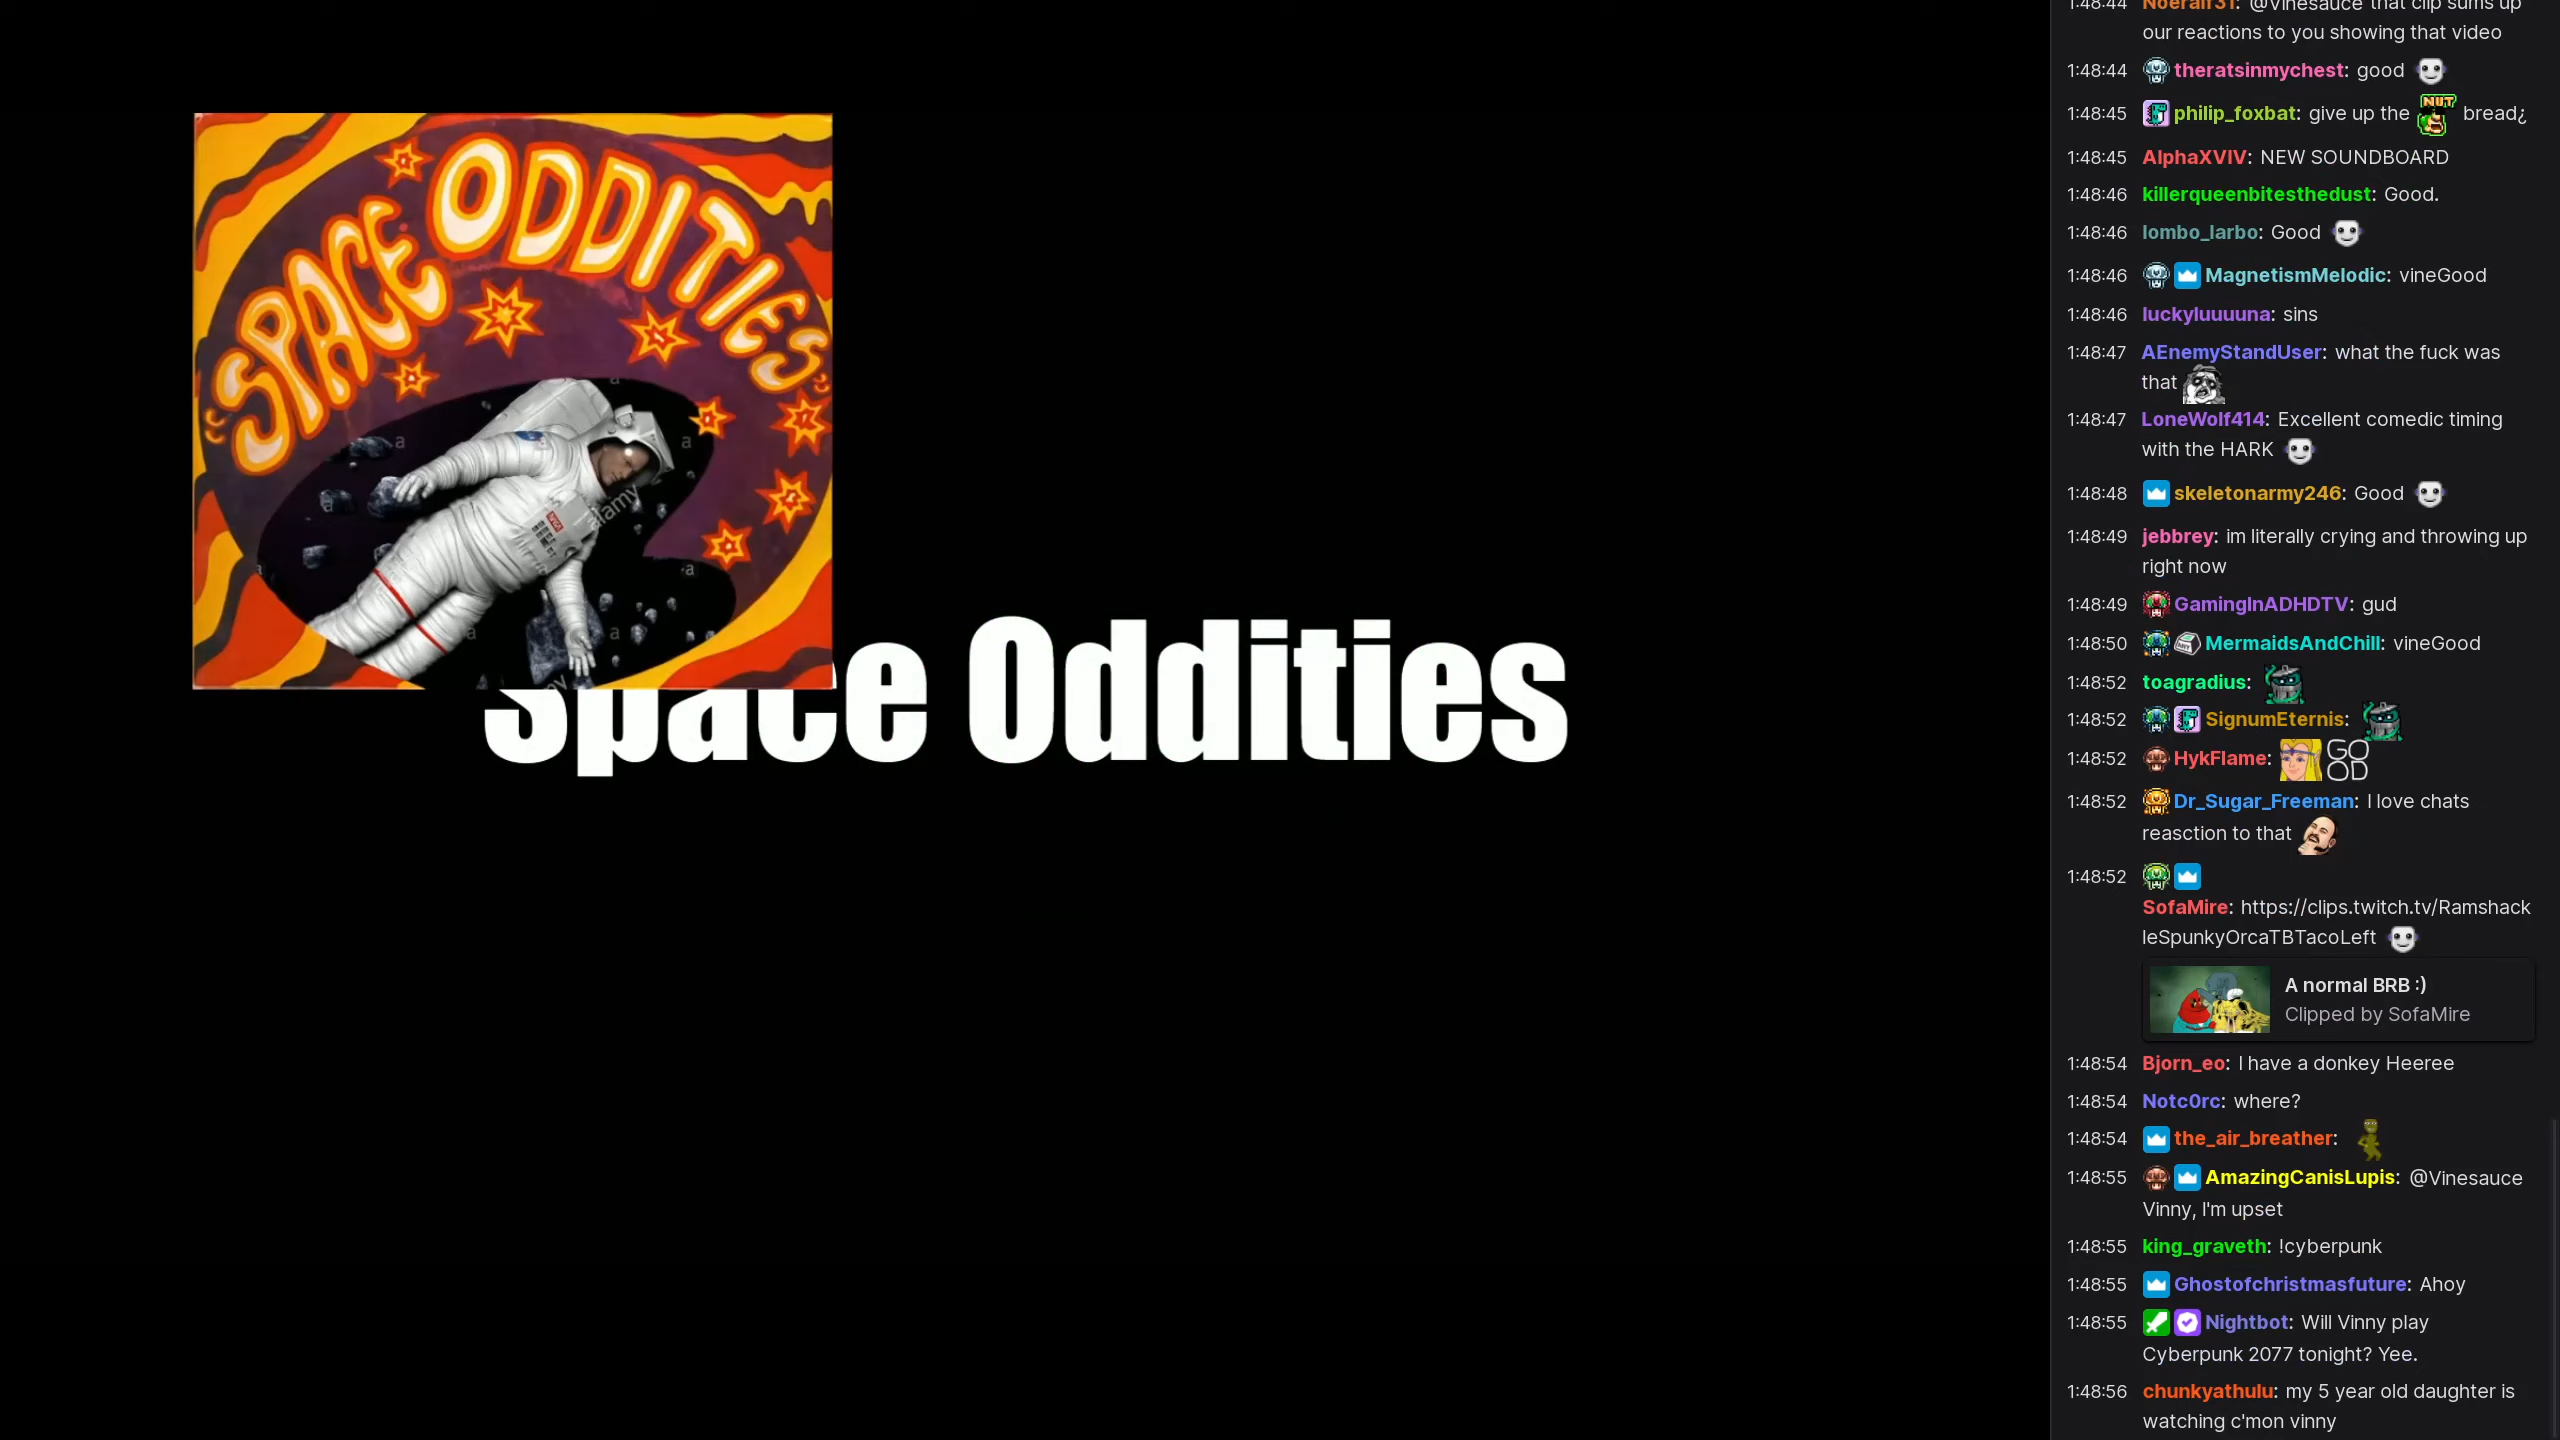 "SPACE ODDITIES"
alamy
Space Oddities
1:48:44 Noeralf31: @Vinesauce that clip sums up
our reactions to you showing that video
1:48:44 theratsinmychest: good
1:48:45 philip_foxbat: give up the NUT bread¿
1:48:45 AlphaXVIV: NEW SOUNDBOARD
1:48:46 killerqueenbitesthedust: Good.
1:48:46 lombo_larbo: Good
1:48:46 MagnetismMelodic: vineGood
1:48:46 luckyluuuuna: sins
1:48:47 AEnemyStandUser: what the fuck was
that
1:48:47 LoneWolf414: Excellent comedic timing
with the HARK
1:48:48 skeletonarmy246: Good
1:48:49 jebbrey: im literally crying and throwing up
right now
1:48:49 GamingInADHDTV: gud
1:48:50 MermaidsAndChill: vineGood
1:48:52 toagradius:
1:48:52 SignumEternis:
1:48:52 HykFlame: GO
OD
1:48:52 Dr_Sugar_Freeman: I love chats
reasction to that
1:48:52
SofaMire: https://clips.twitch.tv/Ramshack
leSpunkyOrcaTBTacoLeft
A normal BRB :)
Clipped by SofaMire
1:48:54 Bjorn_eo: I have a donkey Heeree
1:48:54 Notc0rc: where?
1:48:54 the_air_breather:
1:48:55 AmazingCanisLupis: @Vinesauce
Vinny, I'm upset
1:48:55 king_graveth: !cyberpunk
1:48:55 Ghostofchristmasfuture: Ahoy
1:48:55 Nightbot: Will Vinny play
Cyberpunk 2077 tonight? Yee.
1:48:56 chunkyathulu: my 5 year old daughter is
watching c'mon vinny